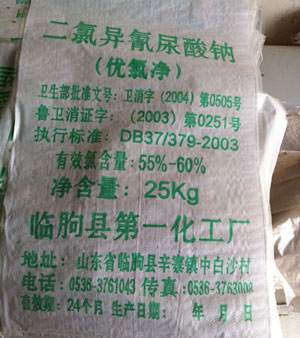 二氯异氰尿酸钠
(优氯净)
卫生部批准文号：卫消字（2004）第0505号
鲁卫消证字：（2003）第0251号
执行标准：DB37/379-2003
有效氯含量：55%-60%
净含量：25Kg
临朐县第一化工厂
地址：山东省临朐县辛寨镇中白沙村
电话：0536-3761043 传真：0536-3763008
有效期：24个月 生产日期： 年 月 日